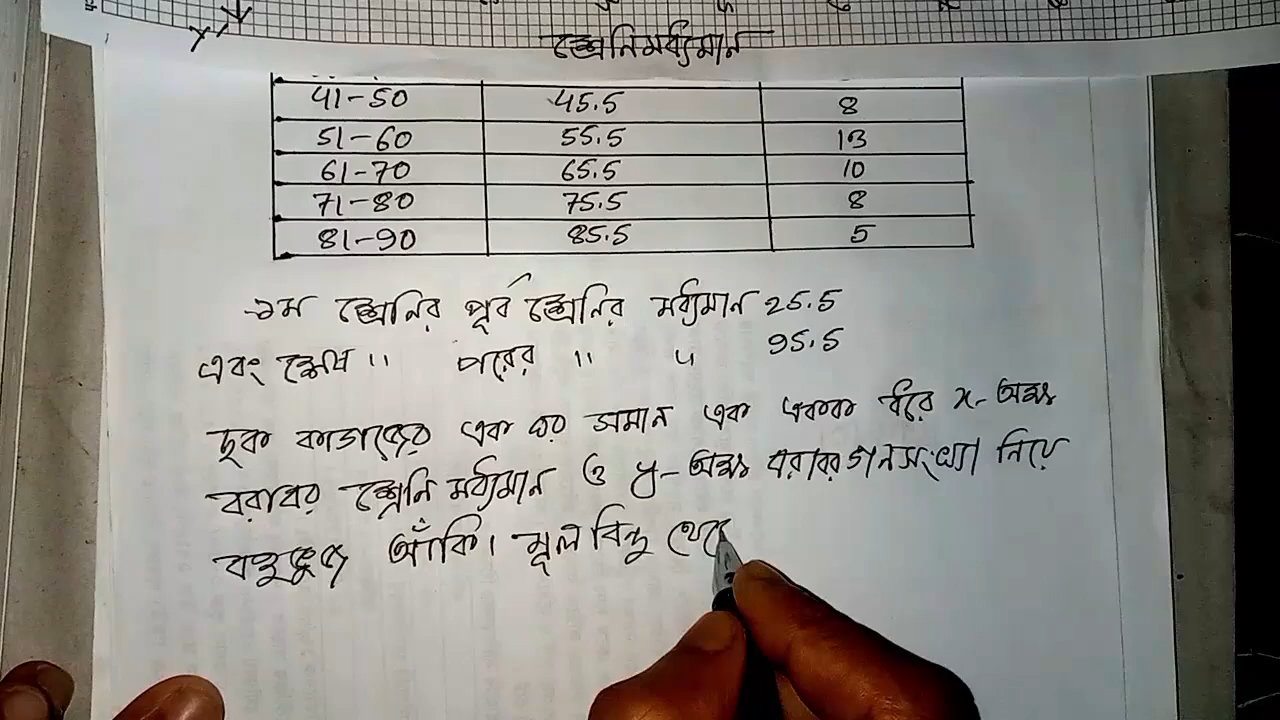 শ্রেনিমধ্যমান
41-50 45.5 8
51-60 55.5 13
61-70 65.5 10
71-80 75.5 8
81-90 85.5 5
১ম শ্রেনির পূর্ব শ্রেনির মধ্যমান 25.5
এবং শেষ " পরের " " 95.5
ছক কাগজের এক ঘর সমান এক একক ধরে x-অক্ষ
বরাবর শ্রেনি মধ্যমান ও y-অক্ষ বরাবর গনসংখ্যা নিয়ে
বহুভুজ আঁকি। মূল বিন্দু থেকে